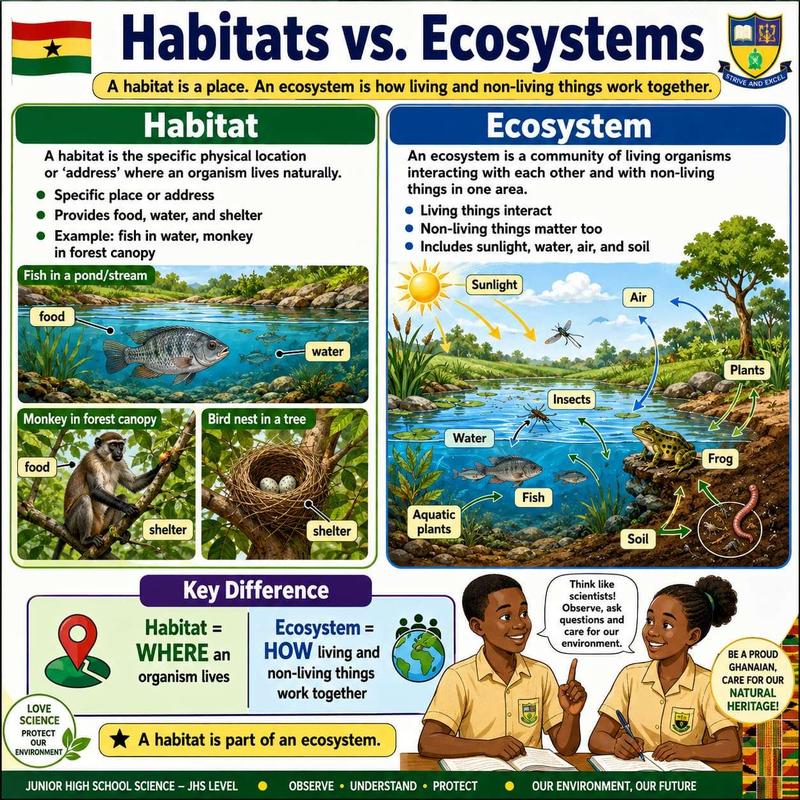 Habitats vs. Ecosystems
STRIVE AND EXCEL
A habitat is a place. An ecosystem is how living and non-living things work together.
Habitat
A habitat is the specific physical location
or ‘address’ where an organism lives naturally.
Specific place or address
Provides food, water, and shelter
Example: fish in water, monkey
in forest canopy
Fish in a pond/stream
food
water
Monkey in forest canopy
food
shelter
Bird nest in a tree
shelter
Ecosystem
An ecosystem is a community of living organisms
interacting with each other and with non-living
things in one area.
Living things interact
Non-living things matter too
Includes sunlight, water, air, and soil
Sunlight
Air
Plants
Insects
Water
Frog
Fish
Aquatic
plants
Soil
Key Difference
Habitat =
WHERE an
organism lives
Ecosystem =
HOW living and
non-living things
work together
Think like
scientists!
Observe, ask
questions and
care for our
environment.
BE A PROUD
GHANAIAN,
CARE FOR OUR
NATURAL
HERITAGE!
LOVE
SCIENCE
PROTECT
OUR
ENVIRONMENT
★ A habitat is part of an ecosystem.
JUNIOR HIGH SCHOOL SCIENCE – JHS LEVEL ● OBSERVE • UNDERSTAND • PROTECT ● OUR ENVIRONMENT, OUR FUTURE